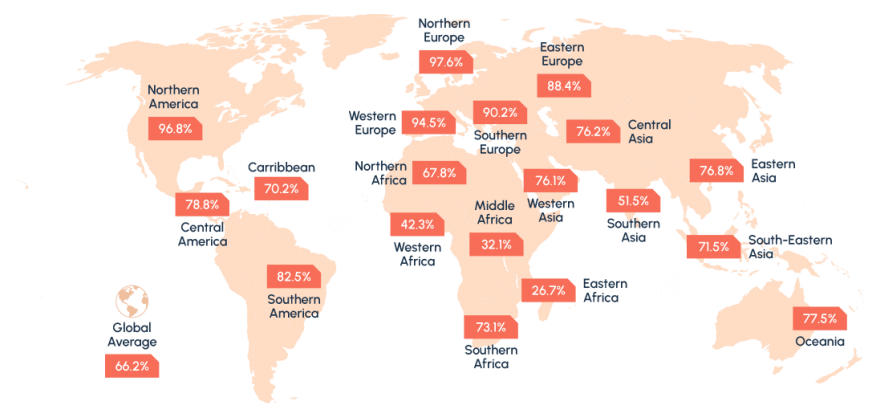 Northern
Europe
97.6%
Eastern
Europe
88.4%
Northern
America
96.8%
Western
Europe
94.5%
90.2%
Southern
Europe
76.2%
Central
Asia
Carribbean
70.2%
Northern
Africa
67.8%
76.1%
Western
Asia
76.8%
Eastern
Asia
78.8%
Central
America
Middle
Africa
32.1%
51.5%
Southern
Asia
42.3%
Western
Africa
71.5%
South-Eastern
Asia
82.5%
Southern
America
26.7%
Eastern
Africa
Global
Average
66.2%
73.1%
Southern
Africa
77.5%
Oceania